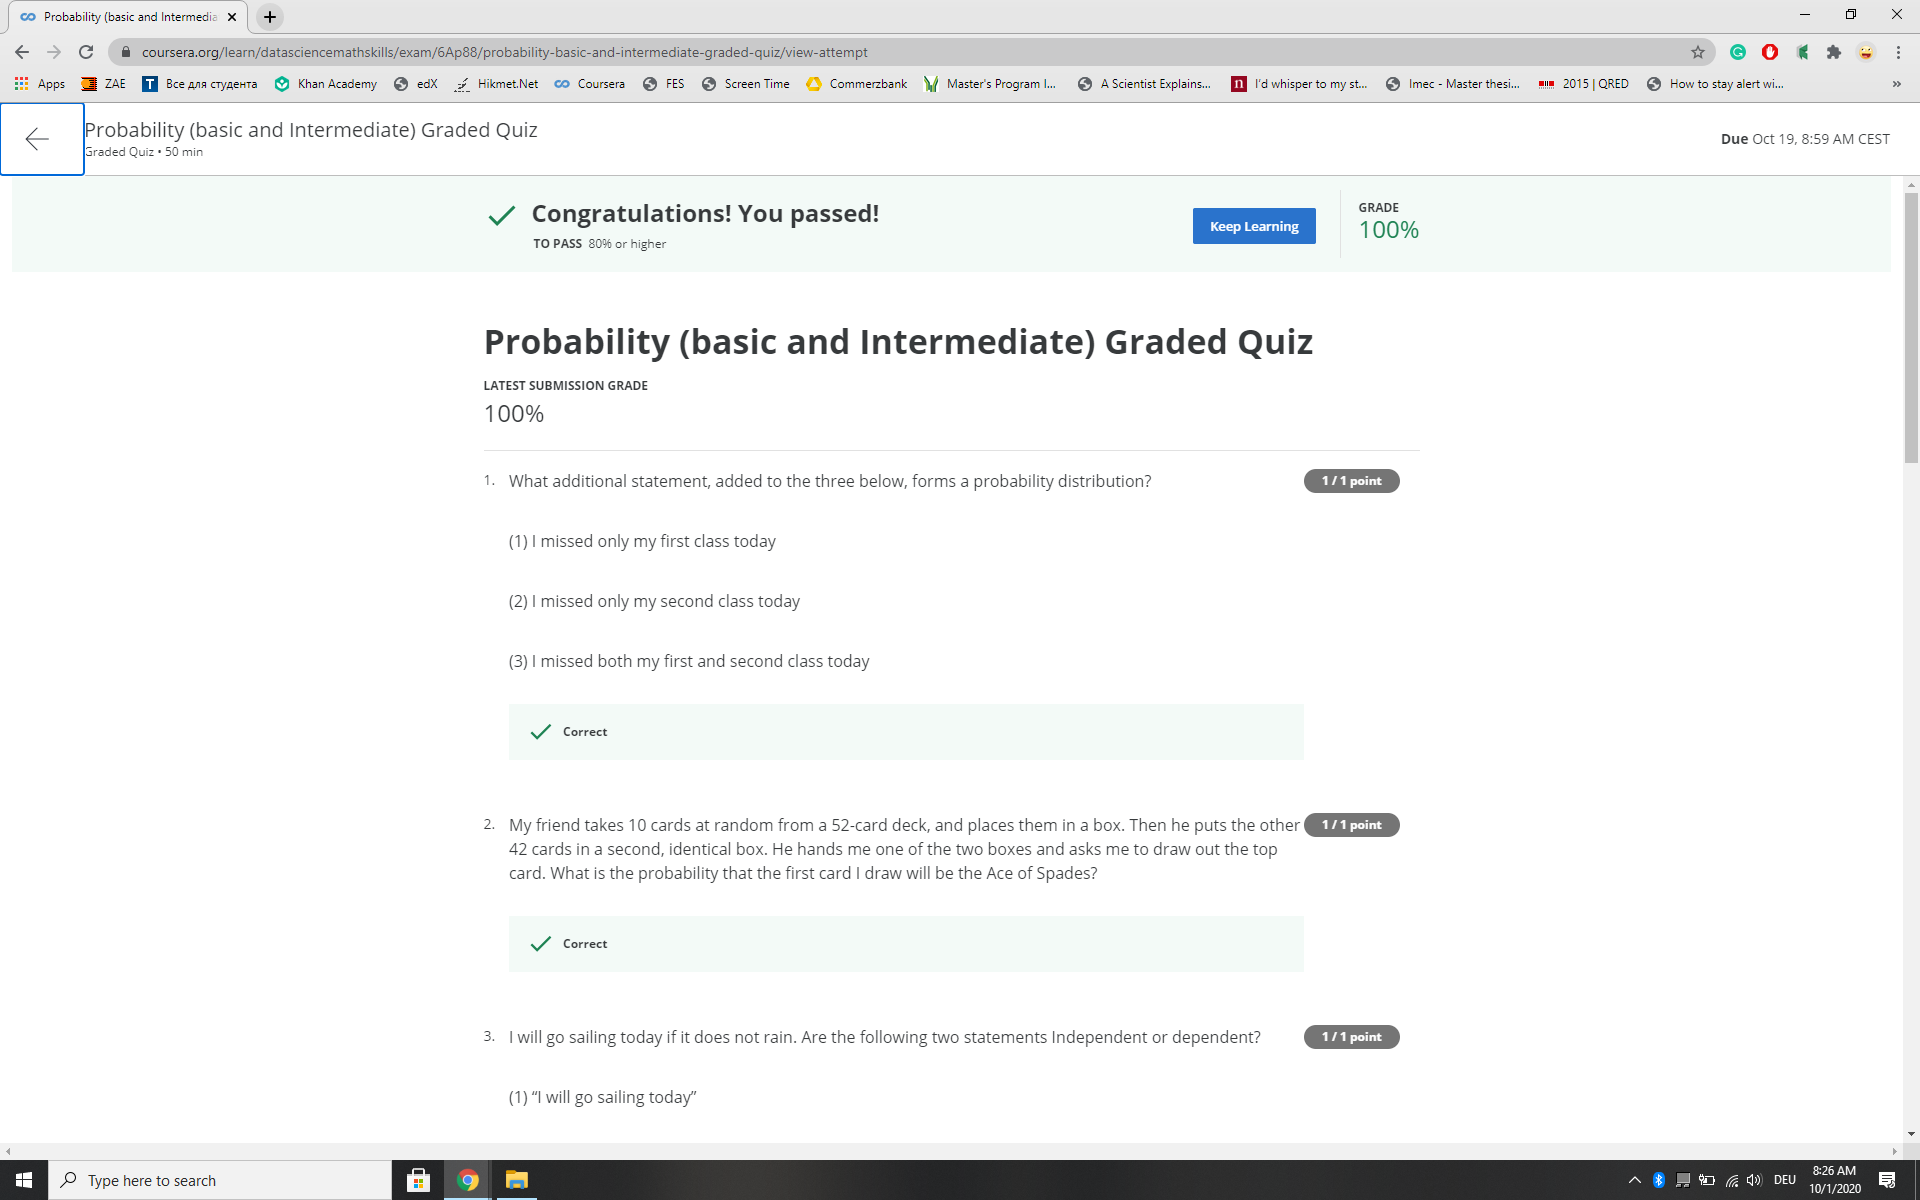 Probability (basic and Intermedia
coursera.org/learn/datasciencemathskills/exam/6Ap88/probability-basic-and-intermediate-graded-quiz/view-attempt
Apps ZAE T Все для студента Khan Academy edX Hikmet.Net Coursera FES Screen Time Commerzbank Master's Program I... A Scientist Explains... n I'd whisper to my st... Imec - Master thesi... 2015 | QRED How to stay alert wi... »
Probability (basic and Intermediate) Graded Quiz
Graded Quiz • 50 min
Due Oct 19, 8:59 AM CEST
Congratulations! You passed!
TO PASS 80% or higher
Keep Learning
GRADE
100%
Probability (basic and Intermediate) Graded Quiz
LATEST SUBMISSION GRADE
100%
1. What additional statement, added to the three below, forms a probability distribution? 1 / 1 point
(1) I missed only my first class today
(2) I missed only my second class today
(3) I missed both my first and second class today
Correct
2. My friend takes 10 cards at random from a 52-card deck, and places them in a box. Then he puts the other 1 / 1 point
42 cards in a second, identical box. He hands me one of the two boxes and asks me to draw out the top
card. What is the probability that the first card I draw will be the Ace of Spades?
Correct
3. I will go sailing today if it does not rain. Are the following two statements Independent or dependent? 1 / 1 point
(1) “I will go sailing today”
Type here to search
DEU
8:26 AM
10/1/2020